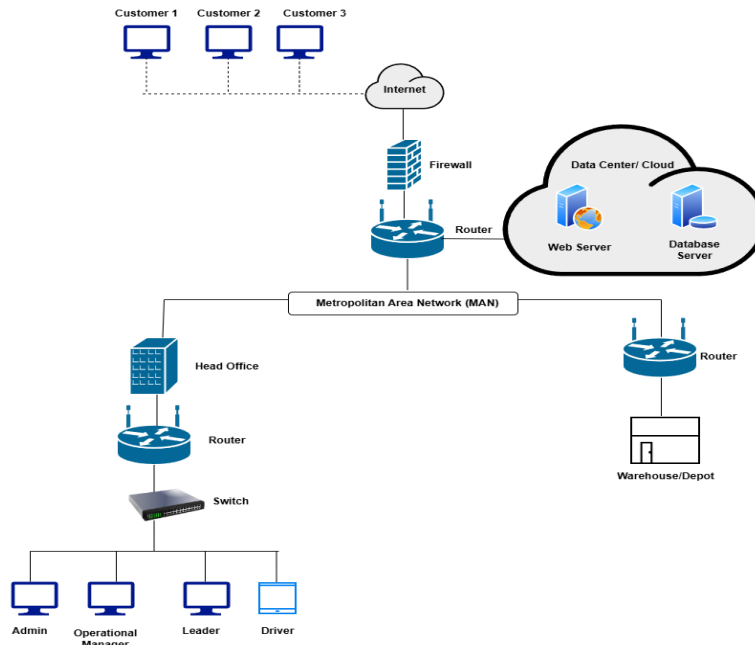 Customer 1
Customer 2
Customer 3
Internet
Firewall
Data Center/ Cloud
Router
Web Server
Database
Server
Metropolitan Area Network (MAN)
Head Office
Router
Router
Warehouse/Depot
Switch
Admin
Operational
Manager
Leader
Driver